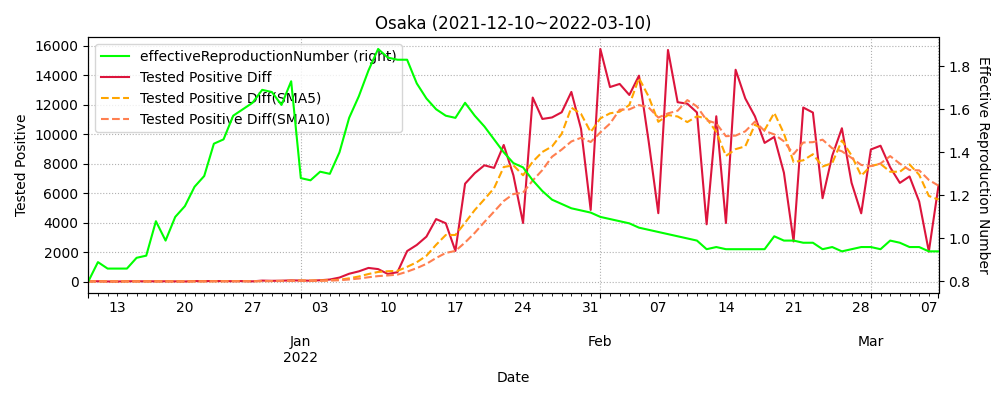 Osaka (2021-12-10~2022-03-10)
effectiveReproductionNumber (right)
Tested Positive Diff
Tested Positive Diff(SMA5)
Tested Positive Diff(SMA10)
16000
14000
12000
10000
8000
6000
4000
2000
0
Tested Positive
1.8
1.6
1.4
1.2
1.0
0.8
Effective Reproduction Number
13 20 27 03 10 17 24 31 07 14 21 28 07
Jan Feb Mar
2022
Date